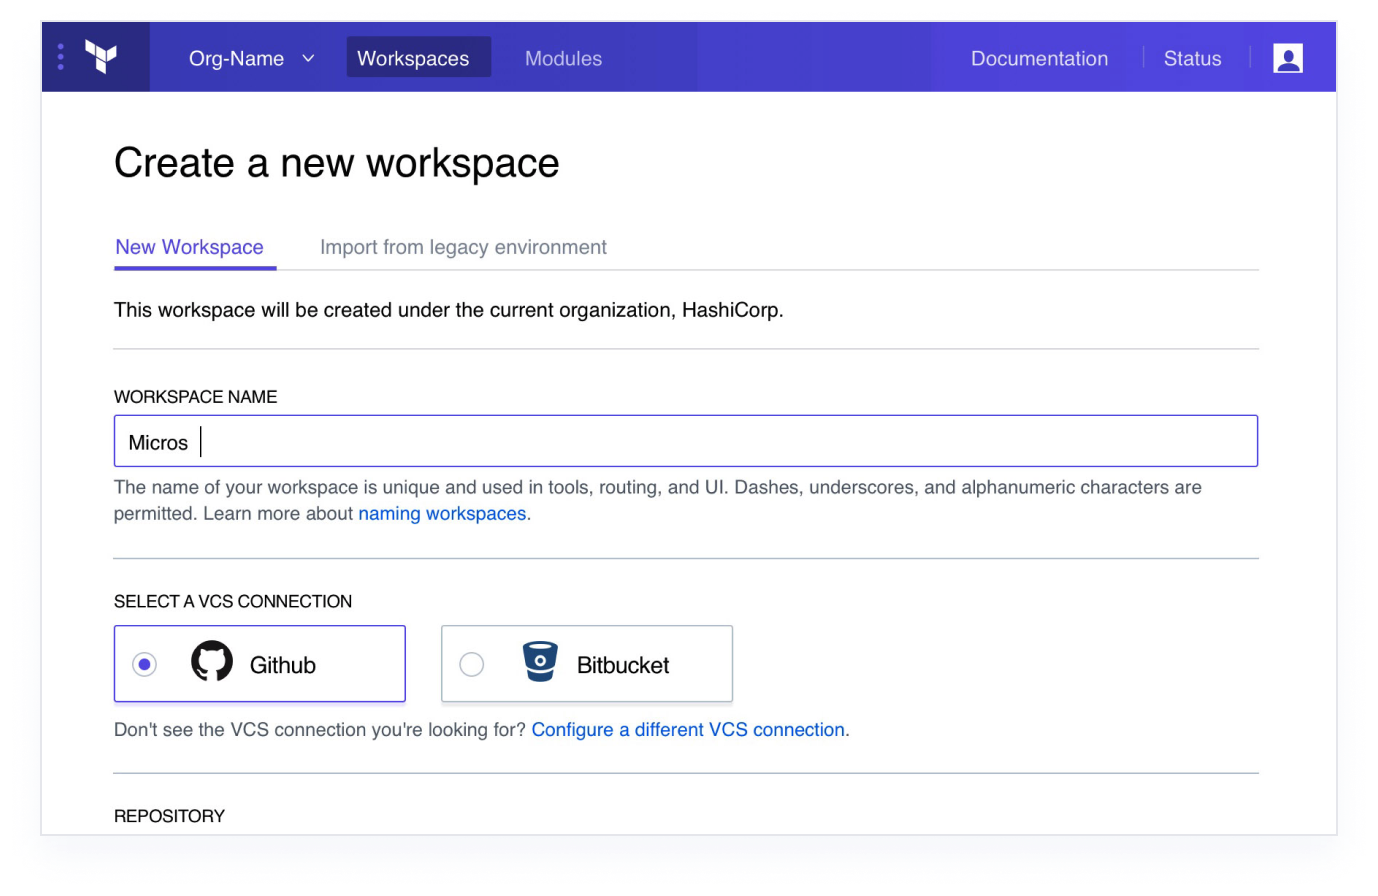 Org-Name Workspaces Modules Documentation Status
Create a new workspace
New Workspace Import from legacy environment
This workspace will be created under the current organization, HashiCorp.
WORKSPACE NAME
Micros
The name of your workspace is unique and used in tools, routing, and UI. Dashes, underscores, and alphanumeric characters are
permitted. Learn more about naming workspaces.
SELECT A VCS CONNECTION
Github Bitbucket
Don't see the VCS connection you're looking for? Configure a different VCS connection.
REPOSITORY